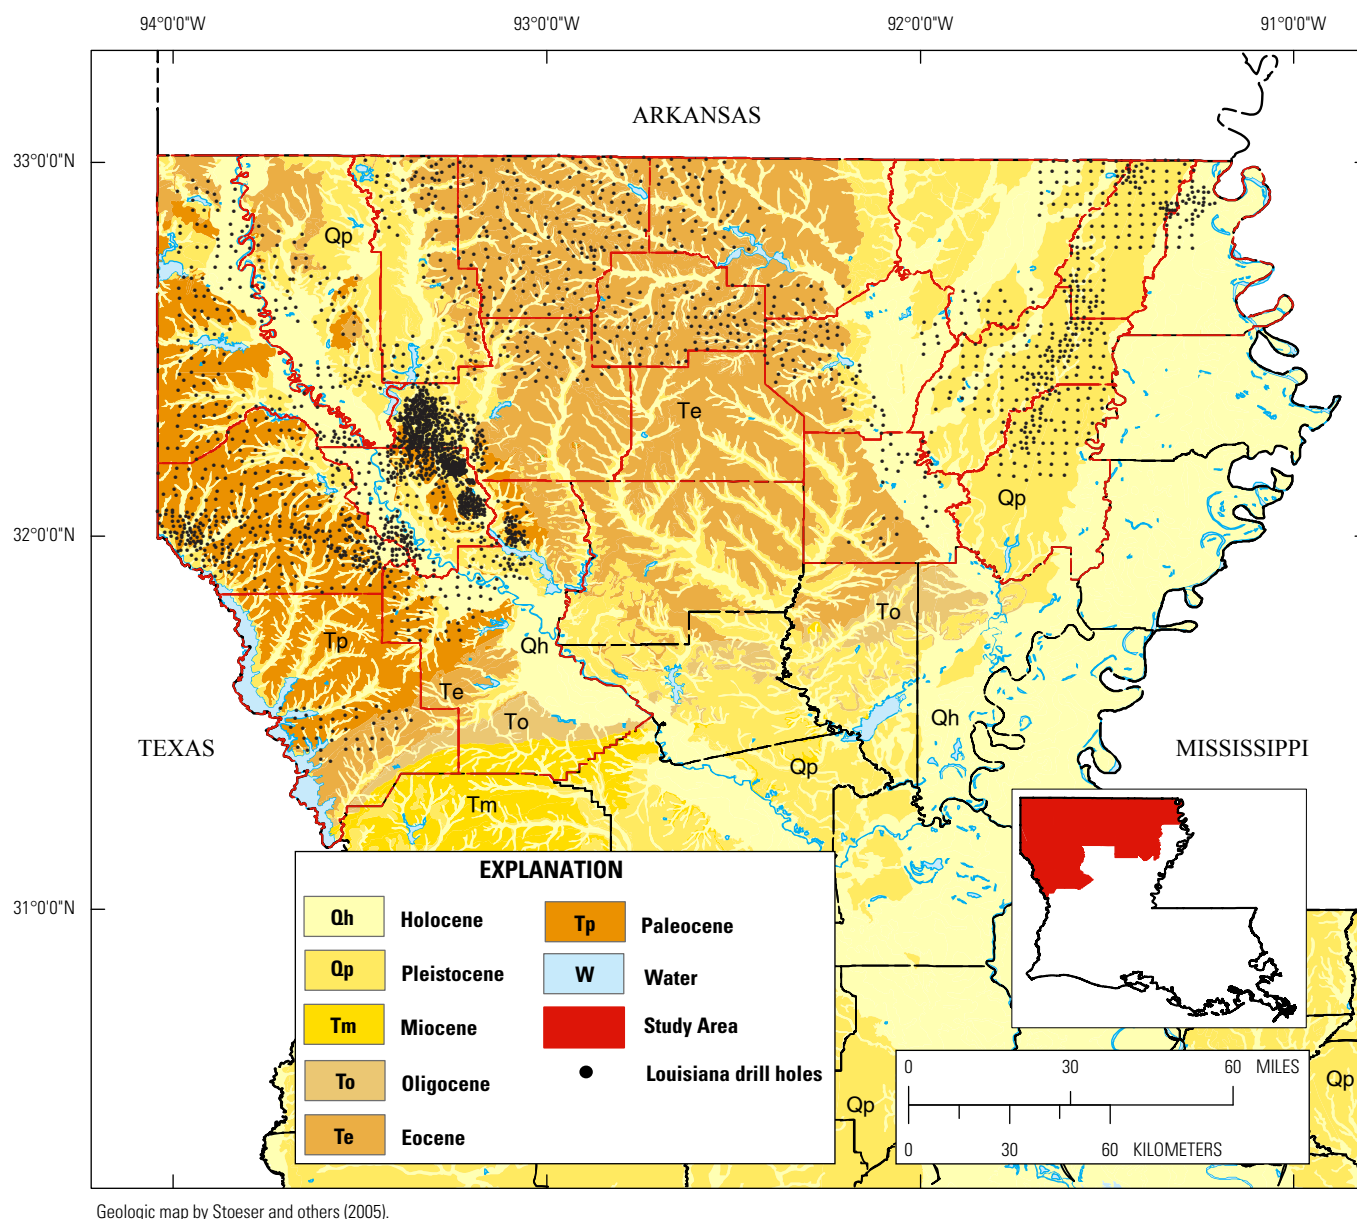 94°0'0"W
93°0'0"W
92°0'0"W
91°0'0"W
ARKANSAS
33°0'0"N
Qp
Te
Qp
32°0'0"N
To
Tp
Qh
Te
To
Qh
TEXAS
MISSISSIPPI
Qp
Tm
EXPLANATION
Qh Holocene
Qp Pleistocene
Tm Miocene
To Oligocene
Te Eocene
Tp Paleocene
W Water
Study Area
Louisiana drill holes
31°0'0"N
0 30 60 MILES
0 30 60 KILOMETERS
Qp
Qp
Geologic map by Stoeser and others (2005).